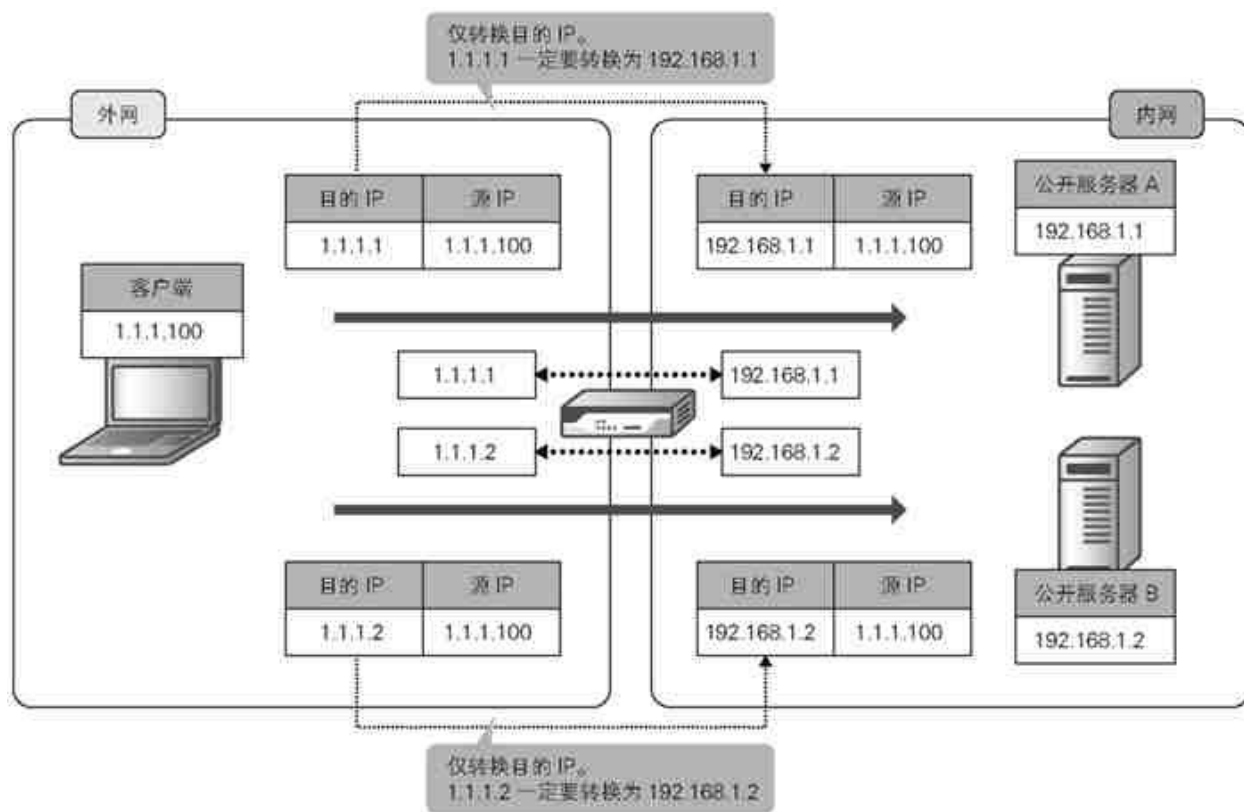 仅转换目的 IP。
1.1.1.1 一定要转换为 192.168.1.1
外网
内网
目的 IP 源 IP
1.1.1.1 1.1.1.100
目的 IP 源 IP
192.168.1.1 1.1.1.100
公开服务器 A
192.168.1.1
客户端
1.1.1.100
1.1.1.1 192.168.1.1
1.1.1.2 192.168.1.2
目的 IP 源 IP
1.1.1.2 1.1.1.100
目的 IP 源 IP
192.168.1.2 1.1.1.100
公开服务器 B
192.168.1.2
仅转换目的 IP。
1.1.1.2 一定要转换为 192.168.1.2